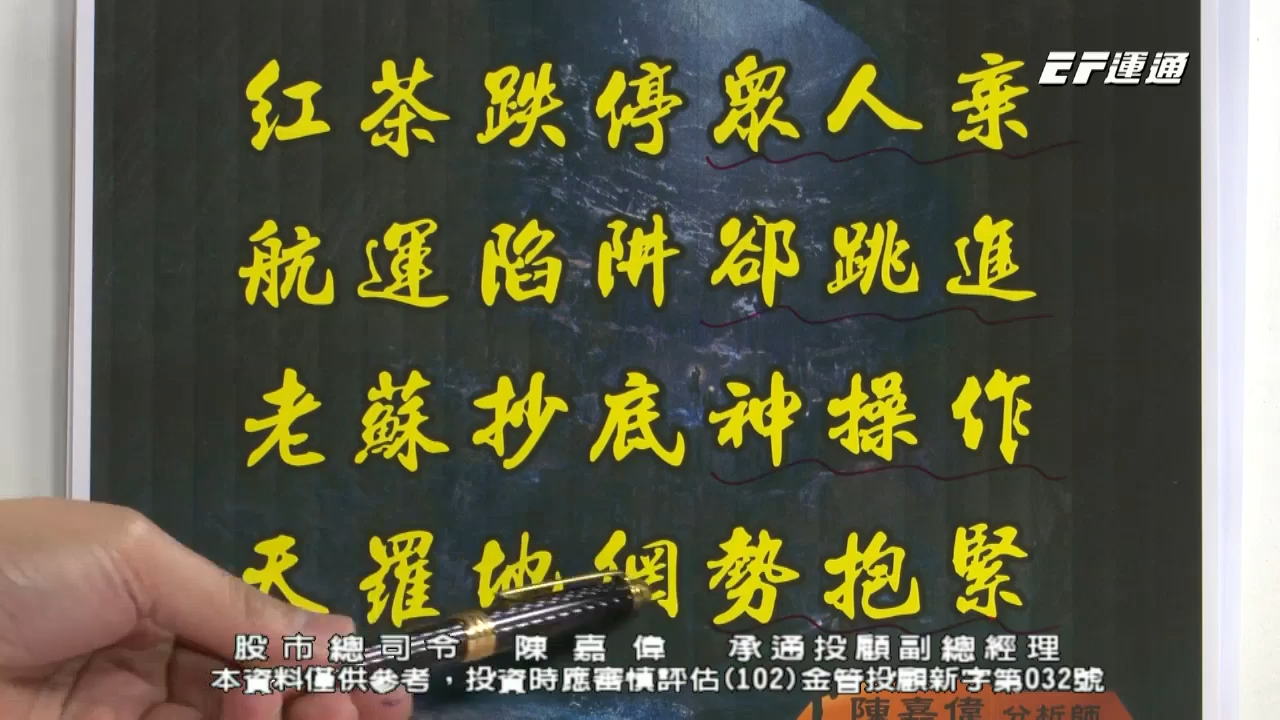 EF運通
紅茶跌停眾人棄
航運陷阱卻跳進
老蘇抄底神操作
天羅地網勢抱緊
股市總司令 陳嘉偉 承通投顧副總經理
本資料僅供參考，投資時應審慎評估(102)金管投顧新字第032號
陳嘉偉 分析師